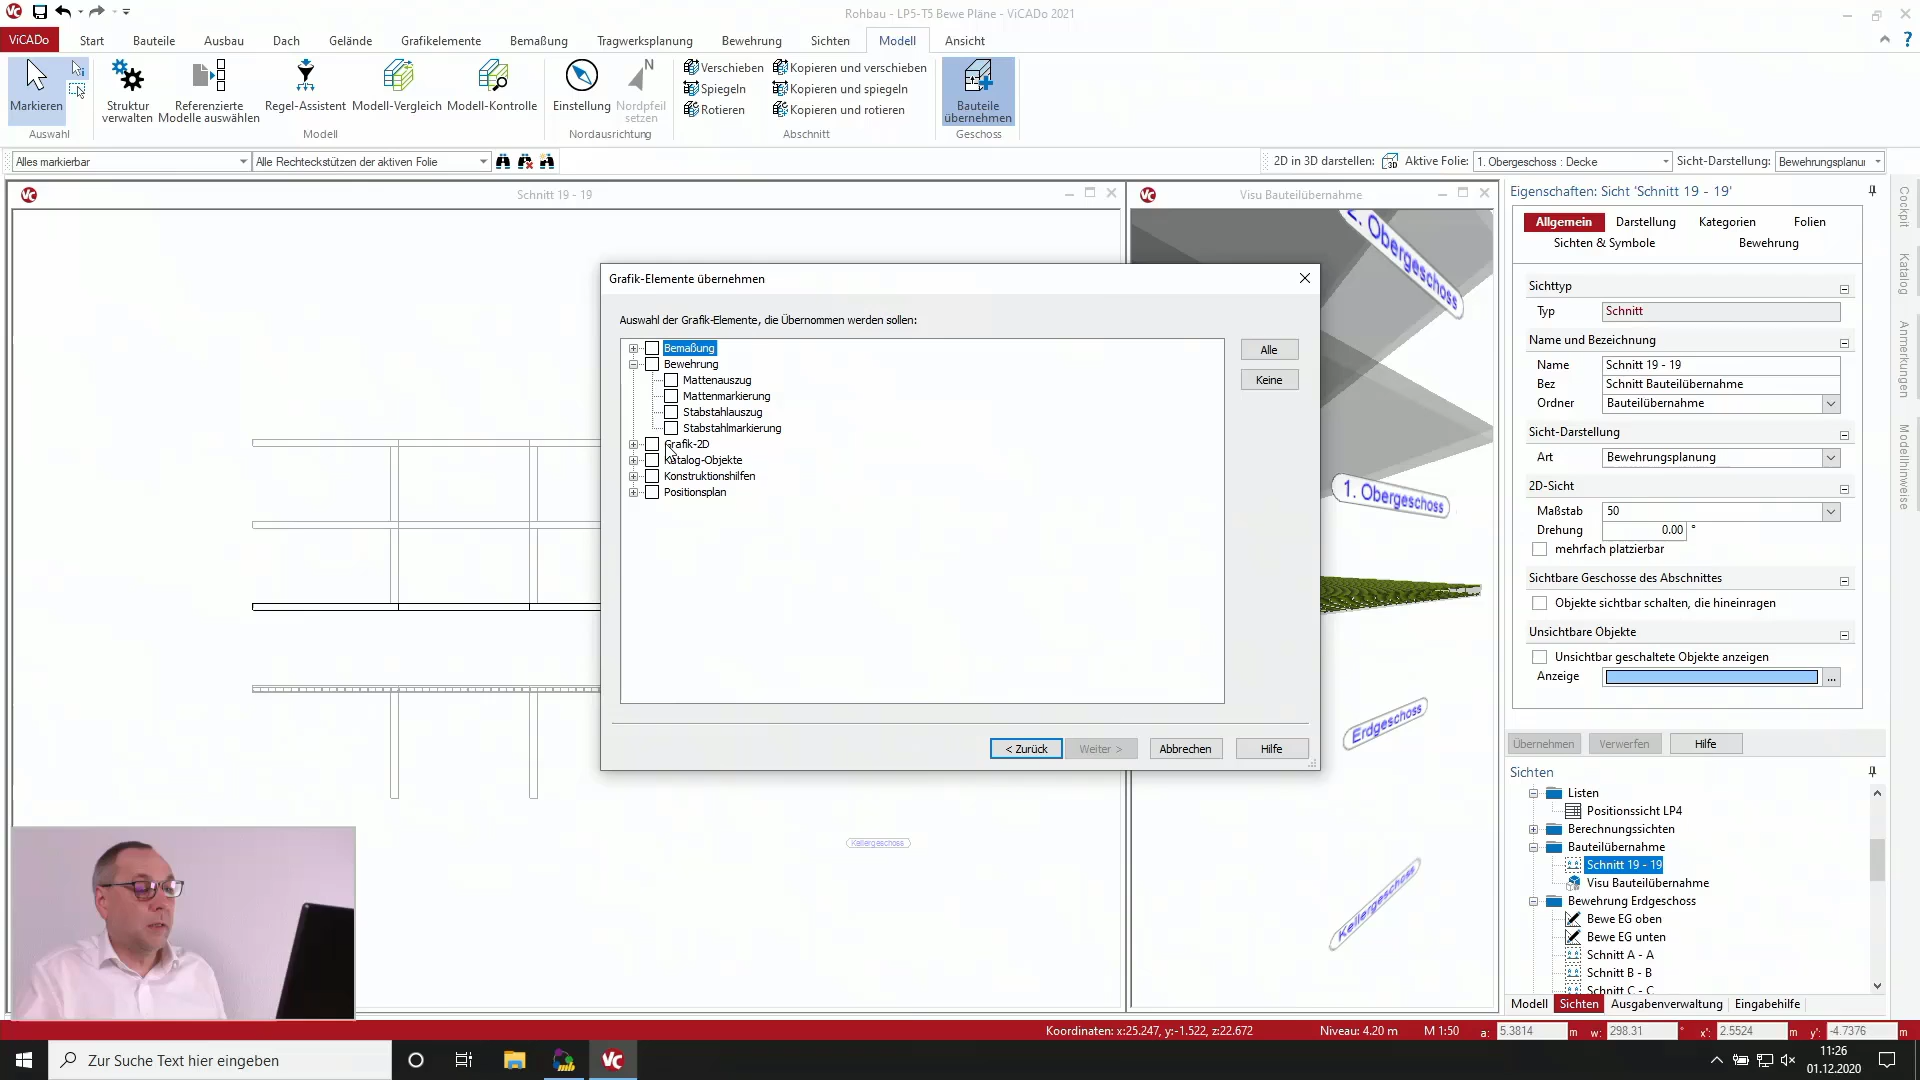 Rohbau - LP5-T5 Bewe Pläne - ViCADo 2021
ViCADo Start Bauteile Ausbau Dach Gelände Grafikelemente Bemaßung Tragwerksplanung Bewehrung Sichten Modell Ansicht
Markieren
Auswahl
Struktur verwalten
Referenzierte Modelle auswählen
Regel-Assistent
Modell-Vergleich
Modell-Kontrolle
Modell
Einstellung
Nordpfeil setzen
Nordausrichtung
Verschieben
Spiegeln
Rotieren
Kopieren und verschieben
Kopieren und spiegeln
Kopieren und rotieren
Abschnitt
Bauteile übernehmen
Geschoss
Alles markierbar
Alle Rechteckstützen der aktiven Folie
2D in 3D darstellen:
Aktive Folie: 1. Obergeschoss : Decke
Sicht-Darstellung: Bewehrungsplanu
Schnitt 19 - 19
Visu Bauteilübernahme
Grafik-Elemente übernehmen
Auswahl der Grafik-Elemente, die Übernommen werden sollen:
Bemaßung
Bewehrung
Mattenauszug
Mattenmarkierung
Stabstahlauszug
Stabstahlmarkierung
Grafik-2D
Katalog-Objekte
Konstruktionshilfen
Positionsplan
Alle
Keine
< Zurück
Weiter >
Abbrechen
Hilfe
2. Obergeschoss
1. Obergeschoss
Erdgeschoss
Kellergeschoss
Kellergeschoss
Eigenschaften: Sicht 'Schnitt 19 - 19'
Allgemein Darstellung Kategorien Folien
Sichten & Symbole Bewehrung
Sichttyp
Typ Schnitt
Name und Bezeichnung
Name Schnitt 19 - 19
Bez Schnitt Bauteilübernahme
Ordner Bauteilübernahme
Sicht-Darstellung
Art Bewehrungsplanung
2D-Sicht
Maßstab 50
Drehung 0.00 °
mehrfach platzierbar
Sichtbare Geschosse des Abschnittes
Objekte sichtbar schalten, die hineinragen
Unsichtbare Objekte
Unsichtbar geschaltete Objekte anzeigen
Anzeige ...
Übernehmen Verwerfen Hilfe
Sichten
Listen
Positionssicht LP4
Berechnungssichten
Bauteilübernahme
Schnitt 19 - 19
Visu Bauteilübernahme
Bewehrung Erdgeschoss
Bewe EG oben
Bewe EG unten
Schnitt A - A
Schnitt B - B
Schnitt C - C
Modell Sichten Ausgabenverwaltung Eingabehilfe
Cockpit
Katalog
Anmerkungen
Modellhinweise
Koordinaten: x:25.247, y:-1.522, z:22.672 Niveau: 4.20 m M 1:50 a: 5.3814 m w: 298.31 ° x': 2.5524 m y': -4.7376 m
Zur Suche Text hier eingeben
11:26
01.12.2020